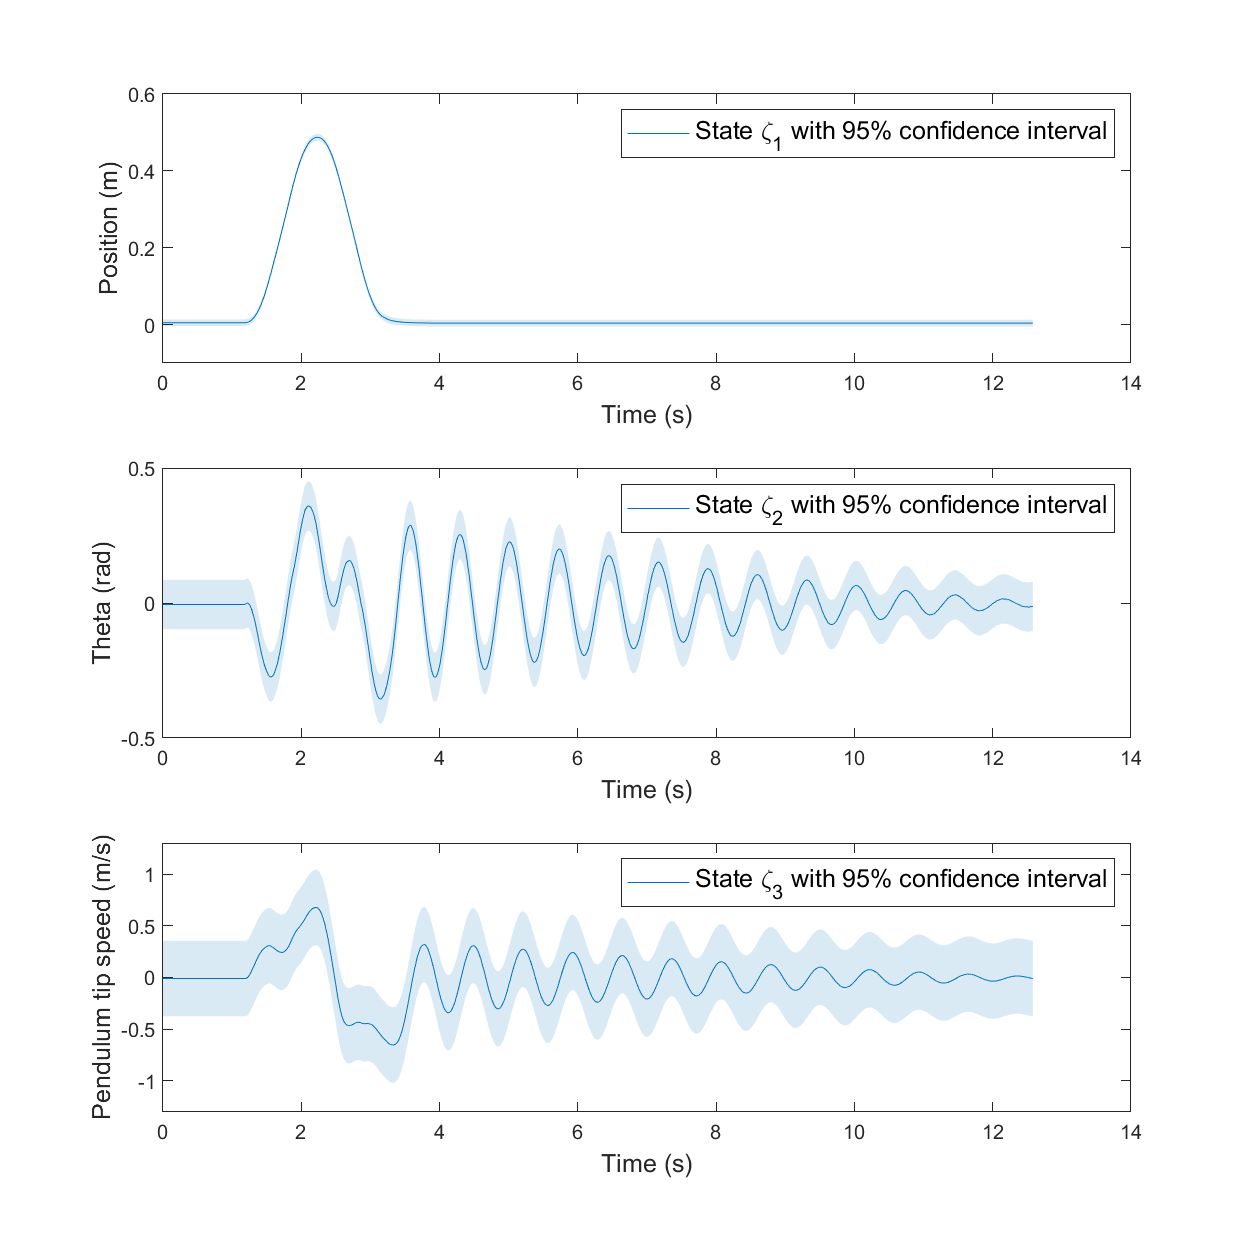 0.6
0.4
0.2
0
Position (m)
State ζ1 with 95% confidence interval
0 2 4 6 8 10 12 14
Time (s)
0.5
0
-0.5
Theta (rad)
State ζ2 with 95% confidence interval
0 2 4 6 8 10 12 14
Time (s)
1
0.5
0
-0.5
-1
Pendulum tip speed (m/s)
State ζ3 with 95% confidence interval
0 2 4 6 8 10 12 14
Time (s)